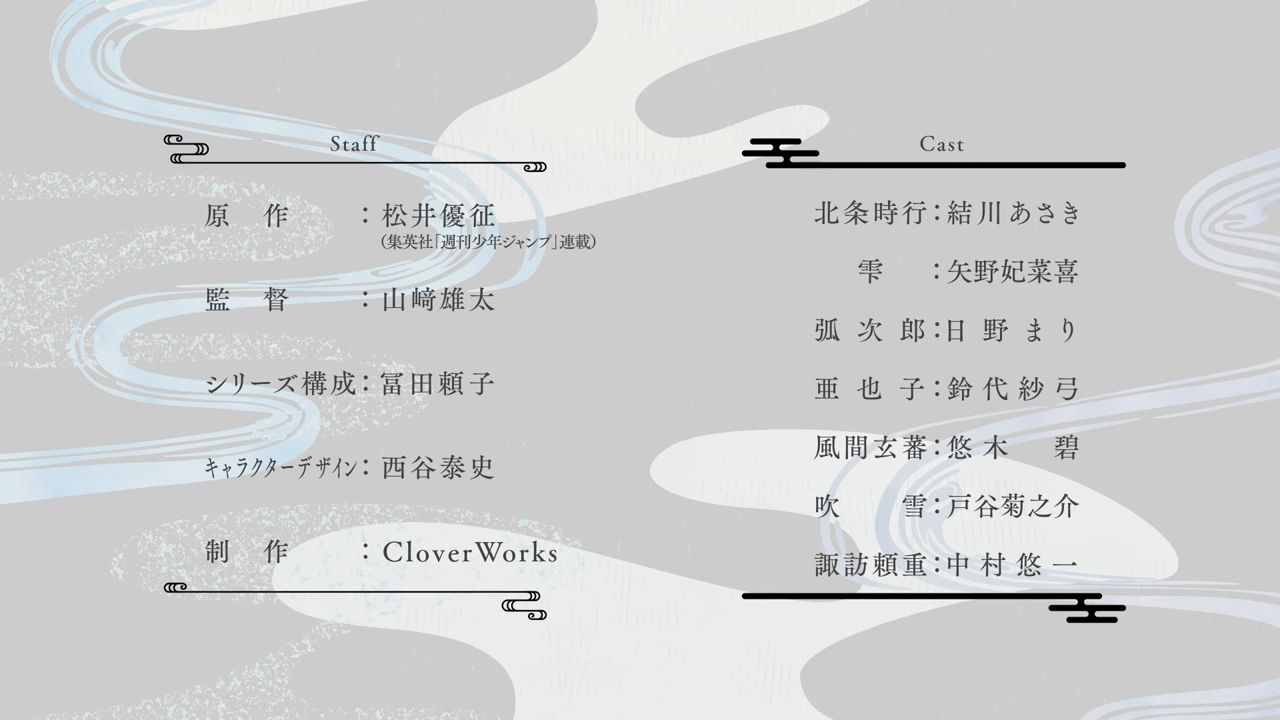 Staff
原作：松井優征
（集英社「週刊少年ジャンプ」連載）
監督：山﨑雄太
シリーズ構成：冨田頼子
キャラクターデザイン：西谷泰史
制作：CloverWorks
Cast
北条時行：結川あさき
雫：矢野妃菜喜
弧次郎：日野まり
亜也子：鈴代紗弓
風間玄蕃：悠木碧
吹雪：戸谷菊之介
諏訪頼重：中村悠一